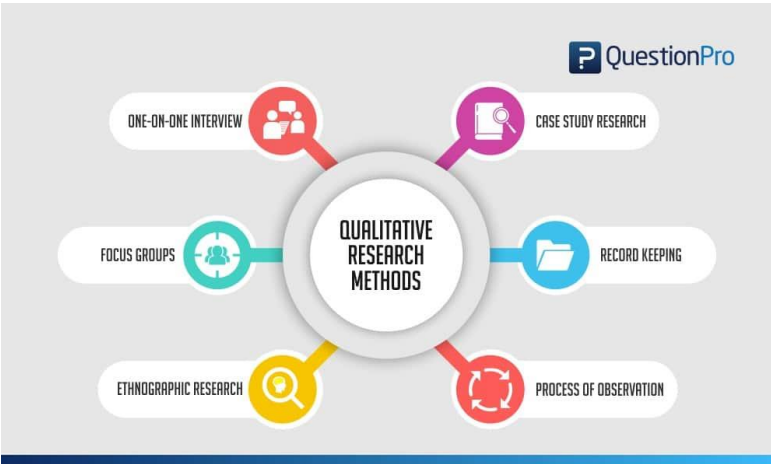 QuestionPro
ONE-ON-ONE INTERVIEW
CASE STUDY RESEARCH
QUALITATIVE
RESEARCH
METHODS
FOCUS GROUPS
RECORD KEEPING
ETHNOGRAPHIC RESEARCH
PROCESS OF OBSERVATION